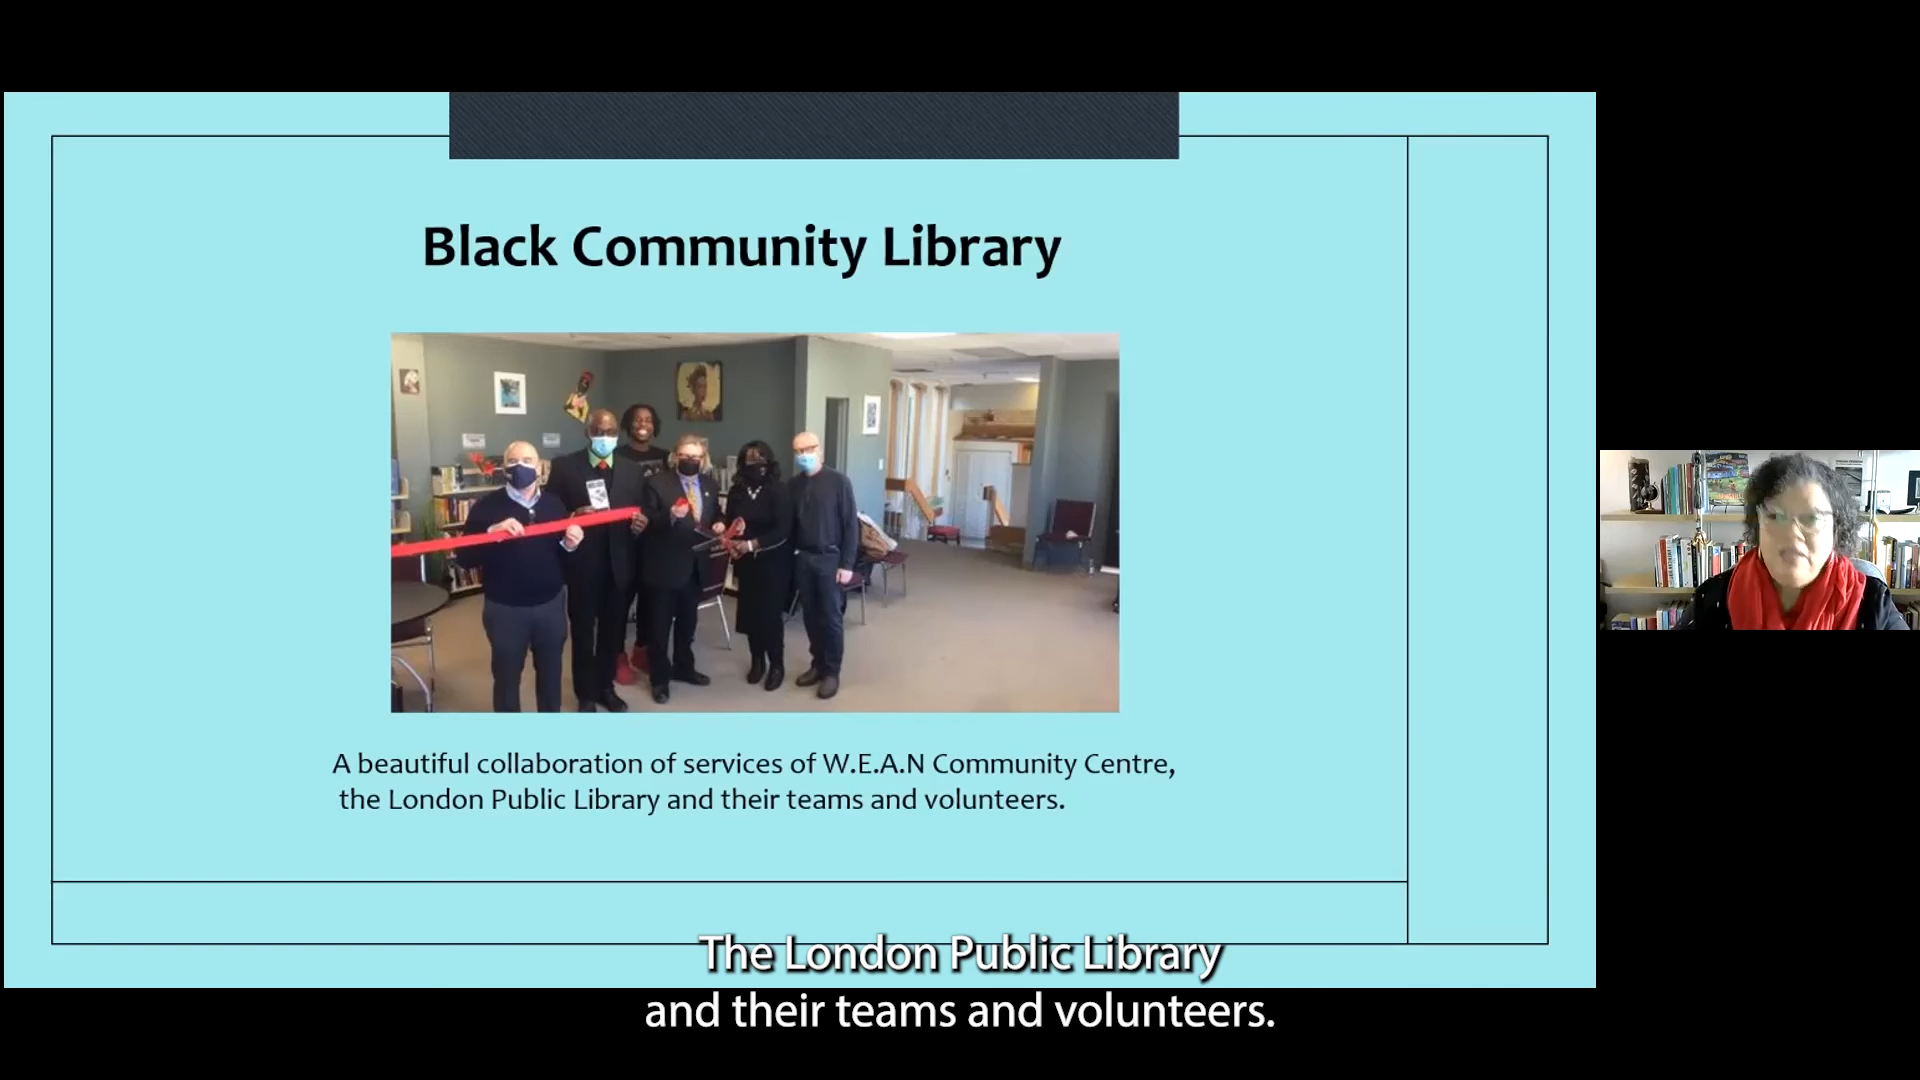 Black Community Library
A beautiful collaboration of services of W.E.A.N Community Centre,
the London Public Library and their teams and volunteers.
The London Public Library
and their teams and volunteers.